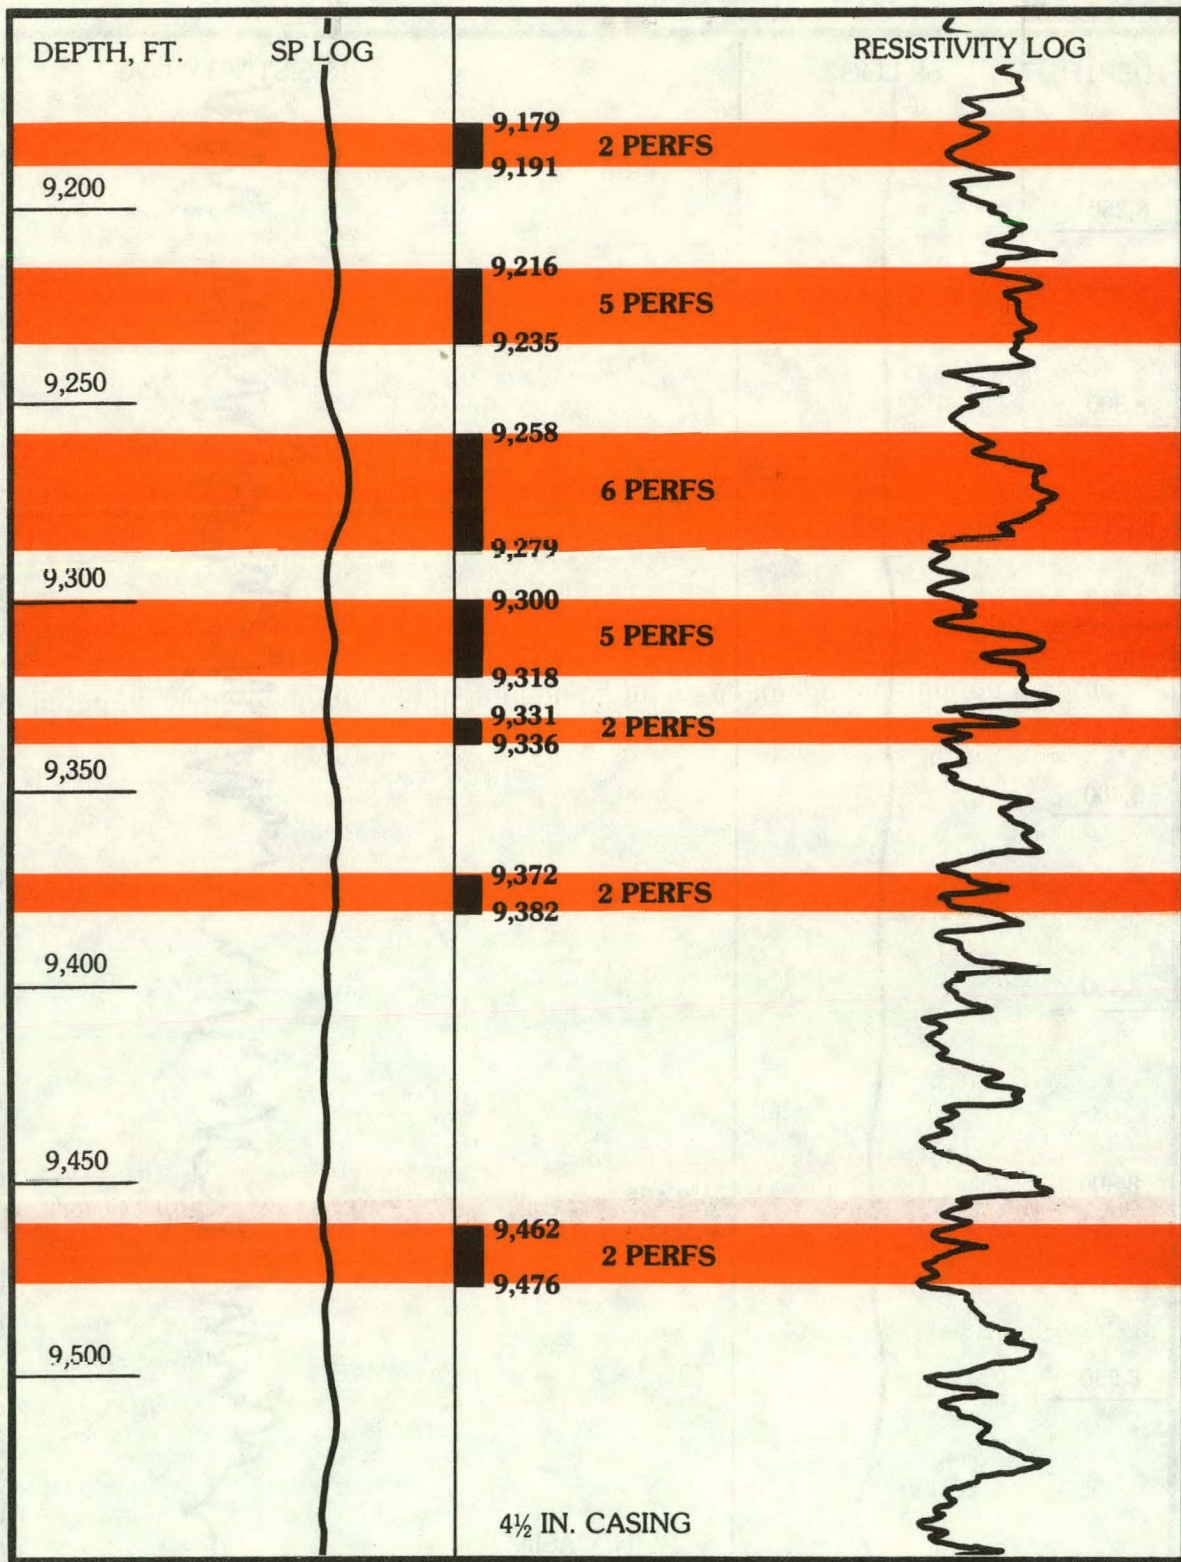 DEPTH, FT. SP LOG RESISTIVITY LOG
9,179
2 PERFS
9,191
9,200
9,216
5 PERFS
9,235
9,250
9,258
6 PERFS
9,279
9,300
9,300
5 PERFS
9,318
9,331
2 PERFS
9,336
9,350
9,372
2 PERFS
9,382
9,400
9,450
9,462
2 PERFS
9,476
9,500
4½ IN. CASING